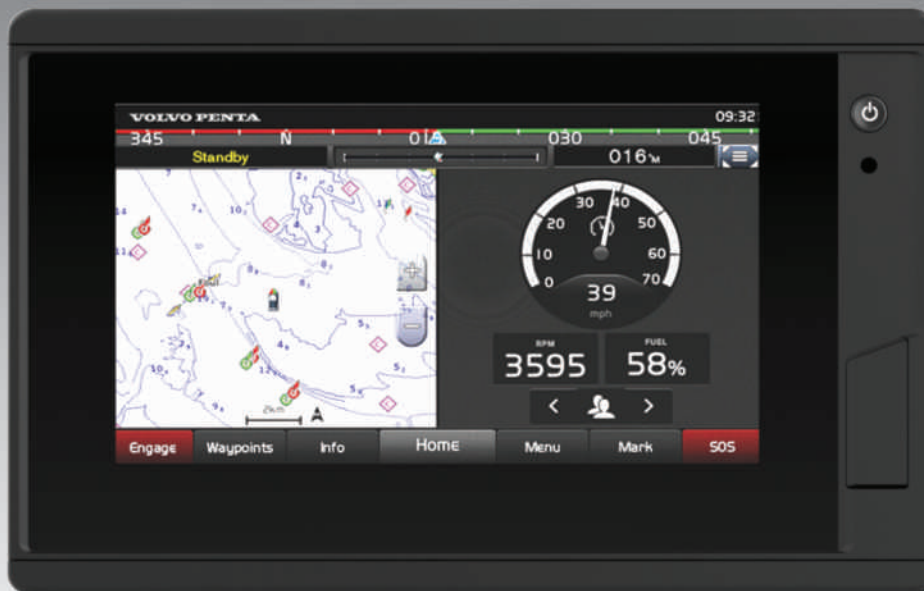 VOLVO PENTA 09:32
345 N 015 030 045
Standby 016°M
30 40
20 50
10 60
0 70
39
mph
RPM FUEL
3595 58%
2km
Engage Waypoints Info Home Menu Mark SOS